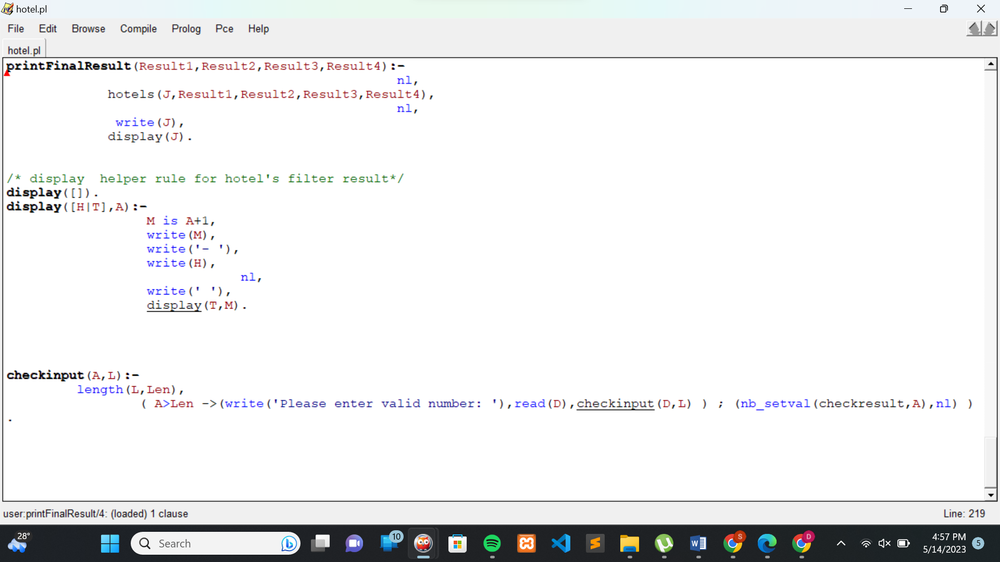 hotel.pl
File Edit Browse Compile Prolog Pce Help
hotel.pl
printFinalResult(Result1,Result2,Result3,Result4):-
nl,
hotels(J,Result1,Result2,Result3,Result4),
nl,
write(J),
display(J).
/* display  helper rule for hotel's filter result*/
display([]).
display([H|T],A):-
M is A+1,
write(M),
write('- '),
write(H),
nl,
write(' '),
display(T,M).
checkinput(A,L):-
length(L,Len),
( A>Len ->(write('Please enter valid number: '),read(D),checkinput(D,L) ) ; (nb_setval(checkresult,A),nl) )
.
user:printFinalResult/4: (loaded) 1 clause Line: 219
28° Search 10 S D 4:57 PM 5
5/14/2023